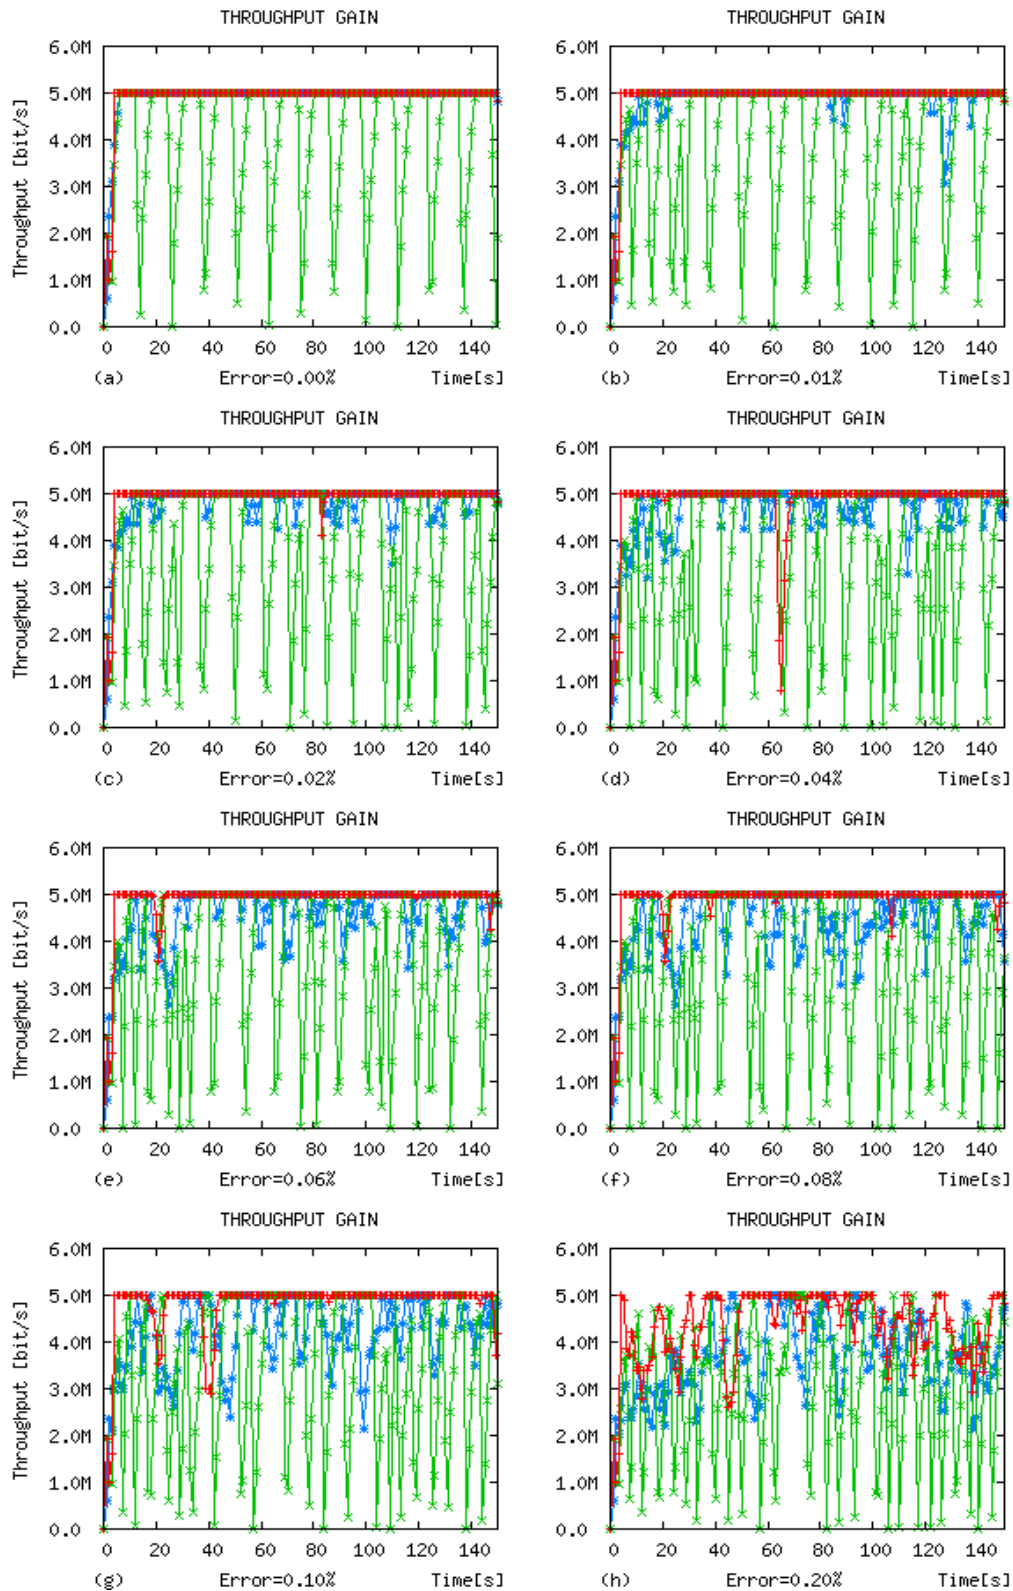 THROUGHPUT GAIN THROUGHPUT GAIN
6.0M 6.0M
5.0M 5.0M
4.0M 4.0M
3.0M 3.0M
2.0M 2.0M
1.0M 1.0M
0.0 0.0
Throughput [bit/s]
0 20 40 60 80 100 120 140 0 20 40 60 80 100 120 140
(a) Error=0.00% Time[s] (b) Error=0.01% Time[s]
THROUGHPUT GAIN THROUGHPUT GAIN
6.0M 6.0M
5.0M 5.0M
4.0M 4.0M
3.0M 3.0M
2.0M 2.0M
1.0M 1.0M
0.0 0.0
Throughput [bit/s]
0 20 40 60 80 100 120 140 0 20 40 60 80 100 120 140
(c) Error=0.02% Time[s] (d) Error=0.04% Time[s]
THROUGHPUT GAIN THROUGHPUT GAIN
6.0M 6.0M
5.0M 5.0M
4.0M 4.0M
3.0M 3.0M
2.0M 2.0M
1.0M 1.0M
0.0 0.0
Throughput [bit/s]
0 20 40 60 80 100 120 140 0 20 40 60 80 100 120 140
(e) Error=0.06% Time[s] (f) Error=0.08% Time[s]
THROUGHPUT GAIN THROUGHPUT GAIN
6.0M 6.0M
5.0M 5.0M
4.0M 4.0M
3.0M 3.0M
2.0M 2.0M
1.0M 1.0M
0.0 0.0
Throughput [bit/s]
0 20 40 60 80 100 120 140 0 20 40 60 80 100 120 140
(g) Error=0.10% Time[s] (h) Error=0.20% Time[s]